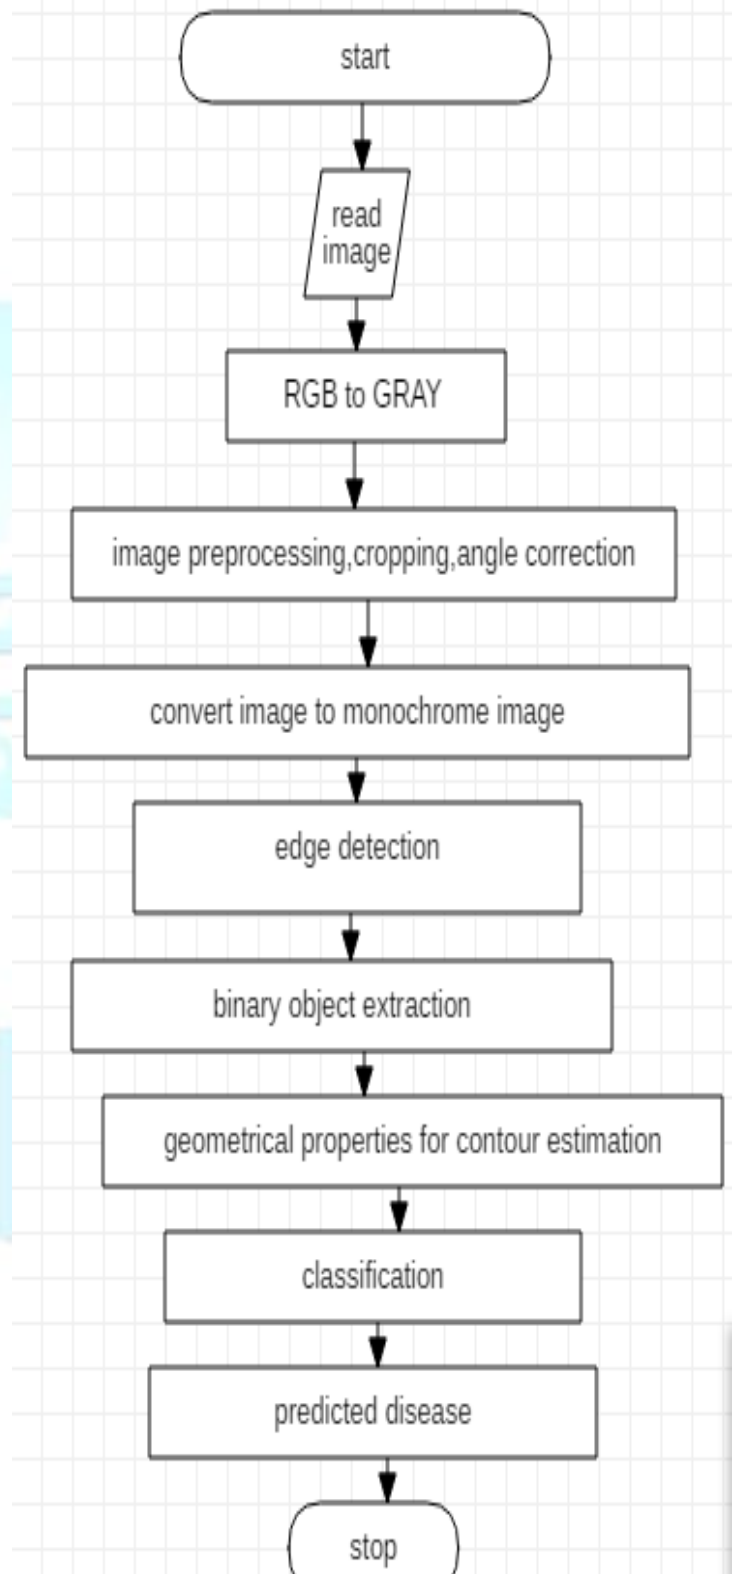 start
read
image
RGB to GRAY
image preprocessing,cropping,angle correction
convert image to monochrome image
edge detection
binary object extraction
geometrical properties for contour estimation
classification
predicted disease
stop